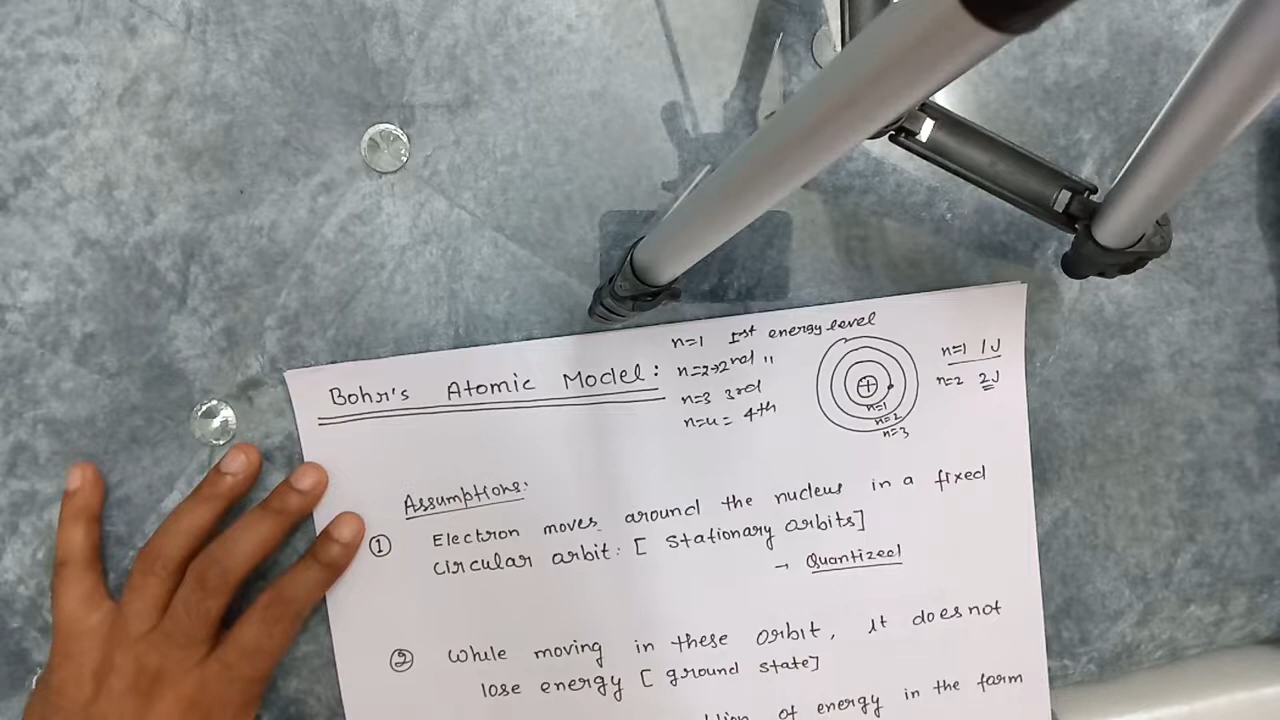 Bohr's Atomic Model:
n=1 Ist energy level
n=2→2nd "
n=3 3rd
n=4= 4th
n=1
n=2
n=3
n=1 1J
n=2 2J
Assumptions:
① Electron moves around the nucleus in a fixed
circular orbit: [ stationary orbits]
→ Quantized
② While moving in these orbit, it does not
lose energy [ ground state]
of energy in the form